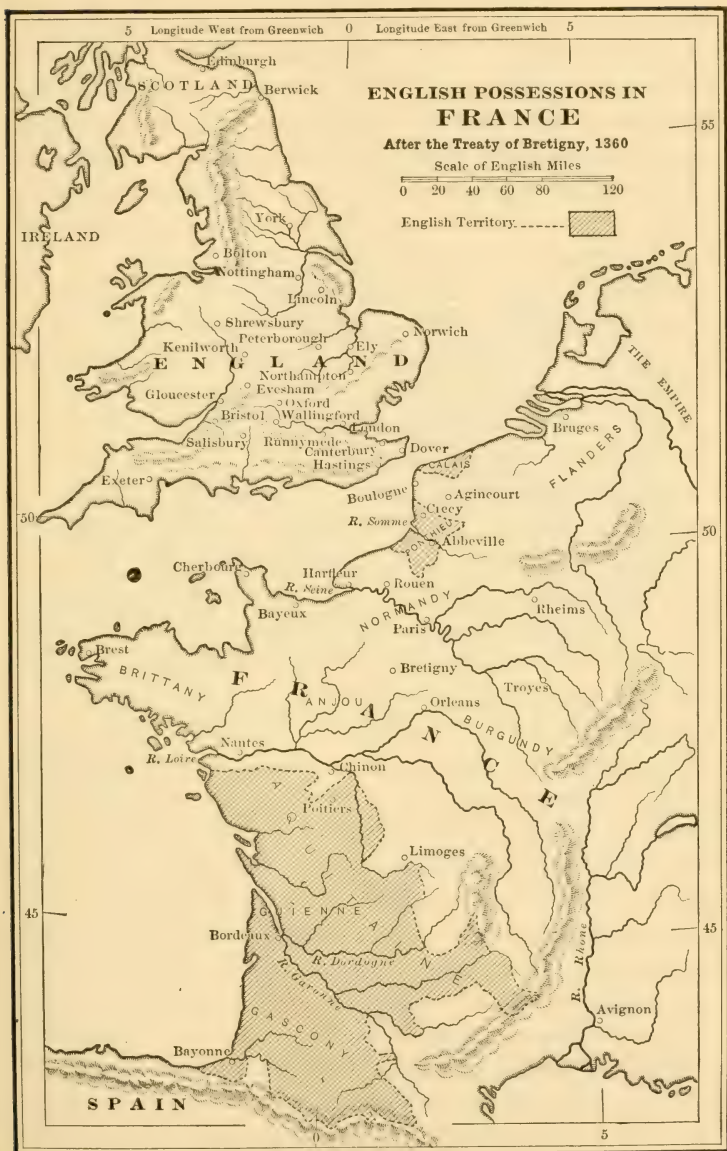 5 Longitude West from Greenwich 0 Longitude East from Greenwich 5
ENGLISH POSSESSIONS IN
FRANCE
After the Treaty of Bretigny, 1360
Scale of English Miles
0 20 40 60 80 120
English Territory
Edinburgh
SCOTLAND
Berwick
55
York
IRELAND
Bolton
Nottingham
Lincoln
Shrewsbury
Norwich
Peterborough
Ely
Kenilworth
ENGLAND
THE EMPIRE
Northampton
Evesham
Gloucester
Oxford
Bristol
Wallingford
London
Bruges
Salisbury
Runnymede
Canterbury
Dover
FLANDERS
Hastings
CALAIS
Exeter
Boulogne
Agincourt
50
Crecy
R. Somme
PONTHIEU
Abbeville
50
Cherbourg
Harfleur
Rouen
R. Seine
Bayeux
NORMANDY
Rheims
Paris
Brest
BRITTANY
FRANCE
Bretigny
Troyes
ANJOU
Orleans
BURGUNDY
Nantes
R. Loire
Chinon
AQUITAINE
Poitiers
Limoges
45
GUIENNE
45
Bordeaux
R. Dordogne
R. Garonne
R. Rhone
GASCONY
Avignon
Bayonne
SPAIN
0
5